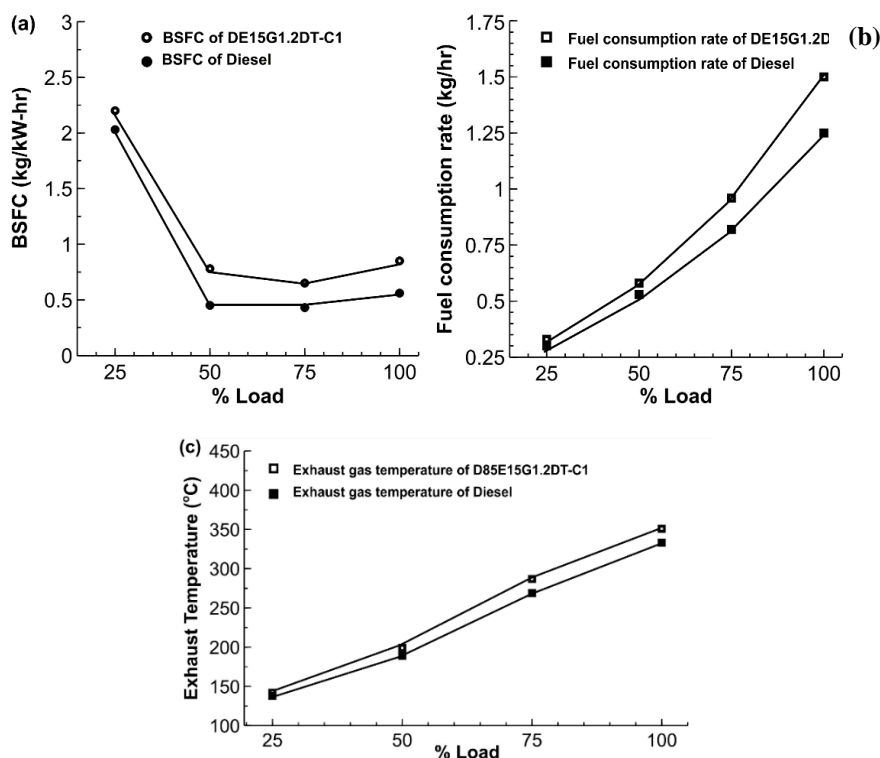 (a)
BSFC of DE15G1.2DT-C1
BSFC of Diesel
BSFC (kg/kW-hr)
3
2.5
2
1.5
1
0.5
0
25 50 75 100
% Load
(b)
Fuel consumption rate of DE15G1.2D
Fuel consumption rate of Diesel
Fuel consumption rate (kg/hr)
1.5
1.25
1
0.75
0.5
0.25
25 50 75 100
% Load
(c)
Exhaust gas temperature of D85E15G1.2DT-C1
Exhaust gas temperature of Diesel
Exhaust Temperature (°C)
450
400
350
300
250
200
150
100
25 50 75 100
% Load